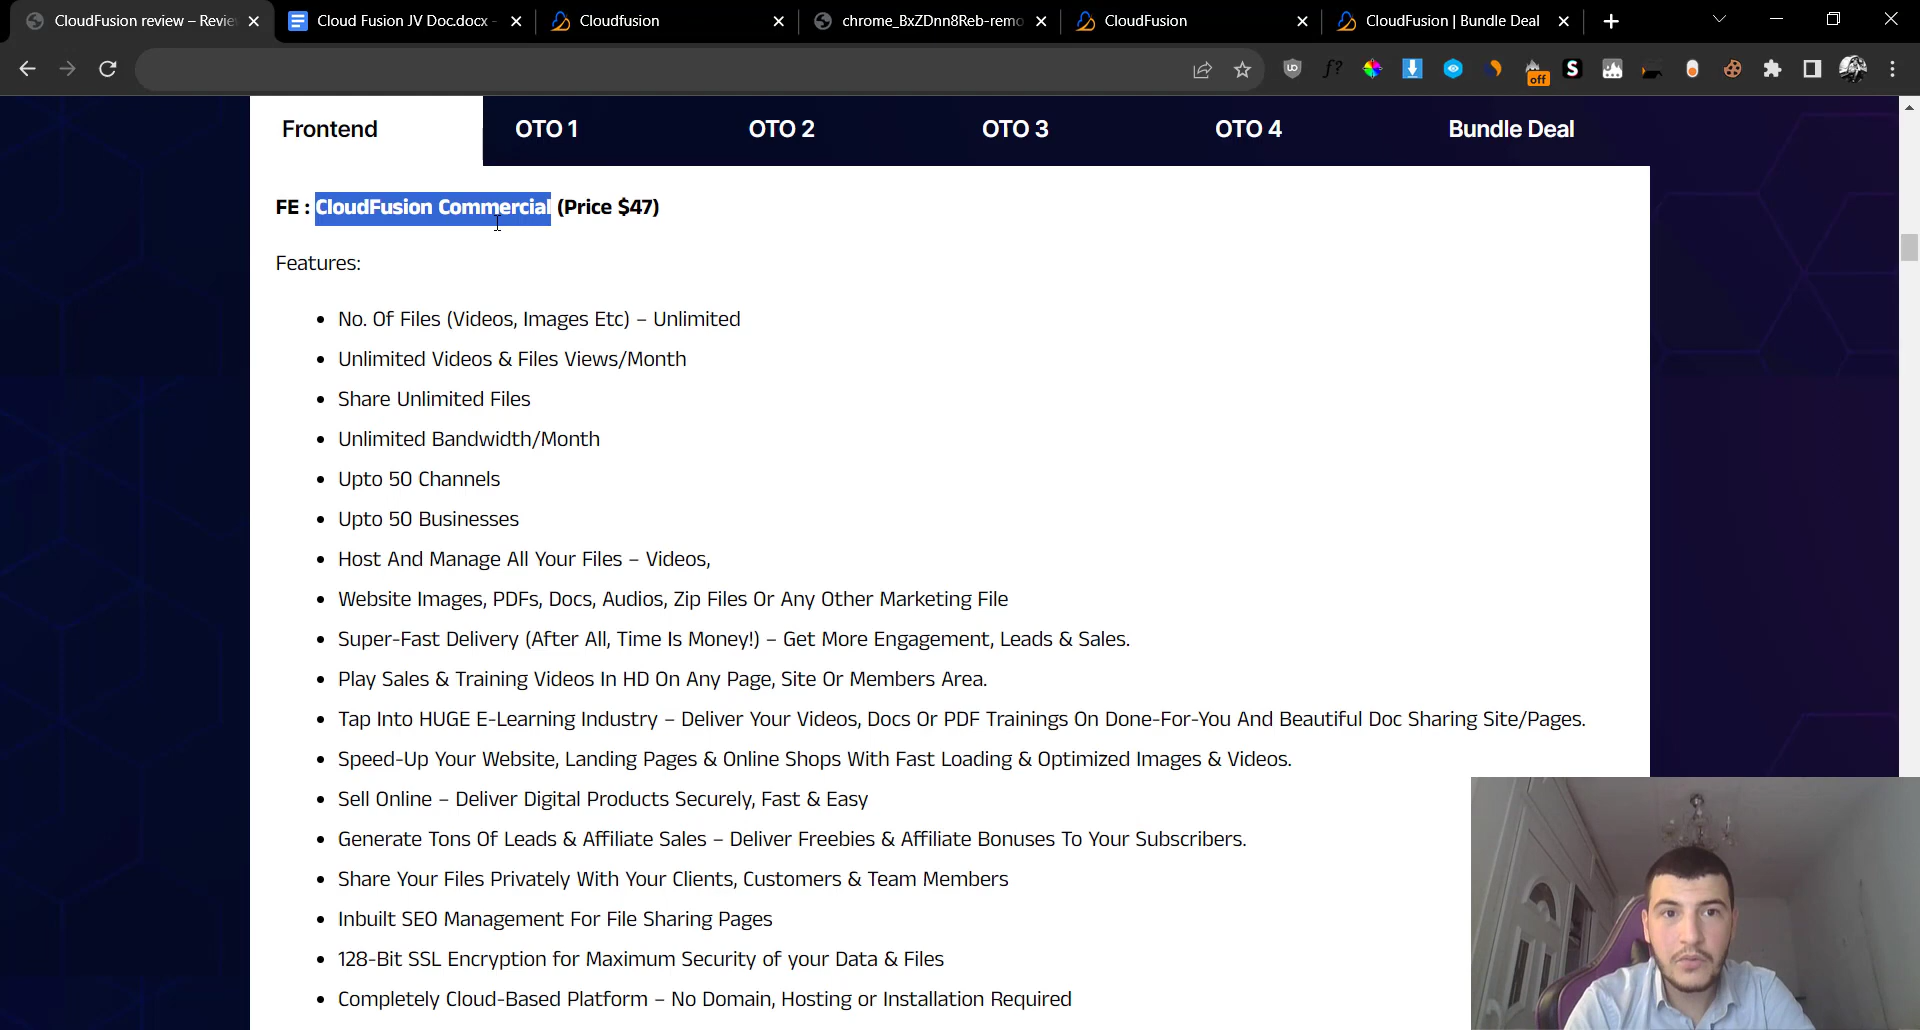 CloudFusion review – Revie
Cloud Fusion JV Doc.docx -
Cloudfusion
chrome_BxZDnn8Reb-remo
CloudFusion
CloudFusion | Bundle Deal
off
Frontend
OTO 1
OTO 2
OTO 3
OTO 4
Bundle Deal
FE : CloudFusion Commercial (Price $47)
Features:
No. Of Files (Videos, Images Etc) – Unlimited
Unlimited Videos & Files Views/Month
Share Unlimited Files
Unlimited Bandwidth/Month
Upto 50 Channels
Upto 50 Businesses
Host And Manage All Your Files – Videos,
Website Images, PDFs, Docs, Audios, Zip Files Or Any Other Marketing File
Super-Fast Delivery (After All, Time Is Money!) – Get More Engagement, Leads & Sales.
Play Sales & Training Videos In HD On Any Page, Site Or Members Area.
Tap Into HUGE E-Learning Industry – Deliver Your Videos, Docs Or PDF Trainings On Done-For-You And Beautiful Doc Sharing Site/Pages.
Speed-Up Your Website, Landing Pages & Online Shops With Fast Loading & Optimized Images & Videos.
Sell Online – Deliver Digital Products Securely, Fast & Easy
Generate Tons Of Leads & Affiliate Sales – Deliver Freebies & Affiliate Bonuses To Your Subscribers.
Share Your Files Privately With Your Clients, Customers & Team Members
Inbuilt SEO Management For File Sharing Pages
128-Bit SSL Encryption for Maximum Security of your Data & Files
Completely Cloud-Based Platform – No Domain, Hosting or Installation Required